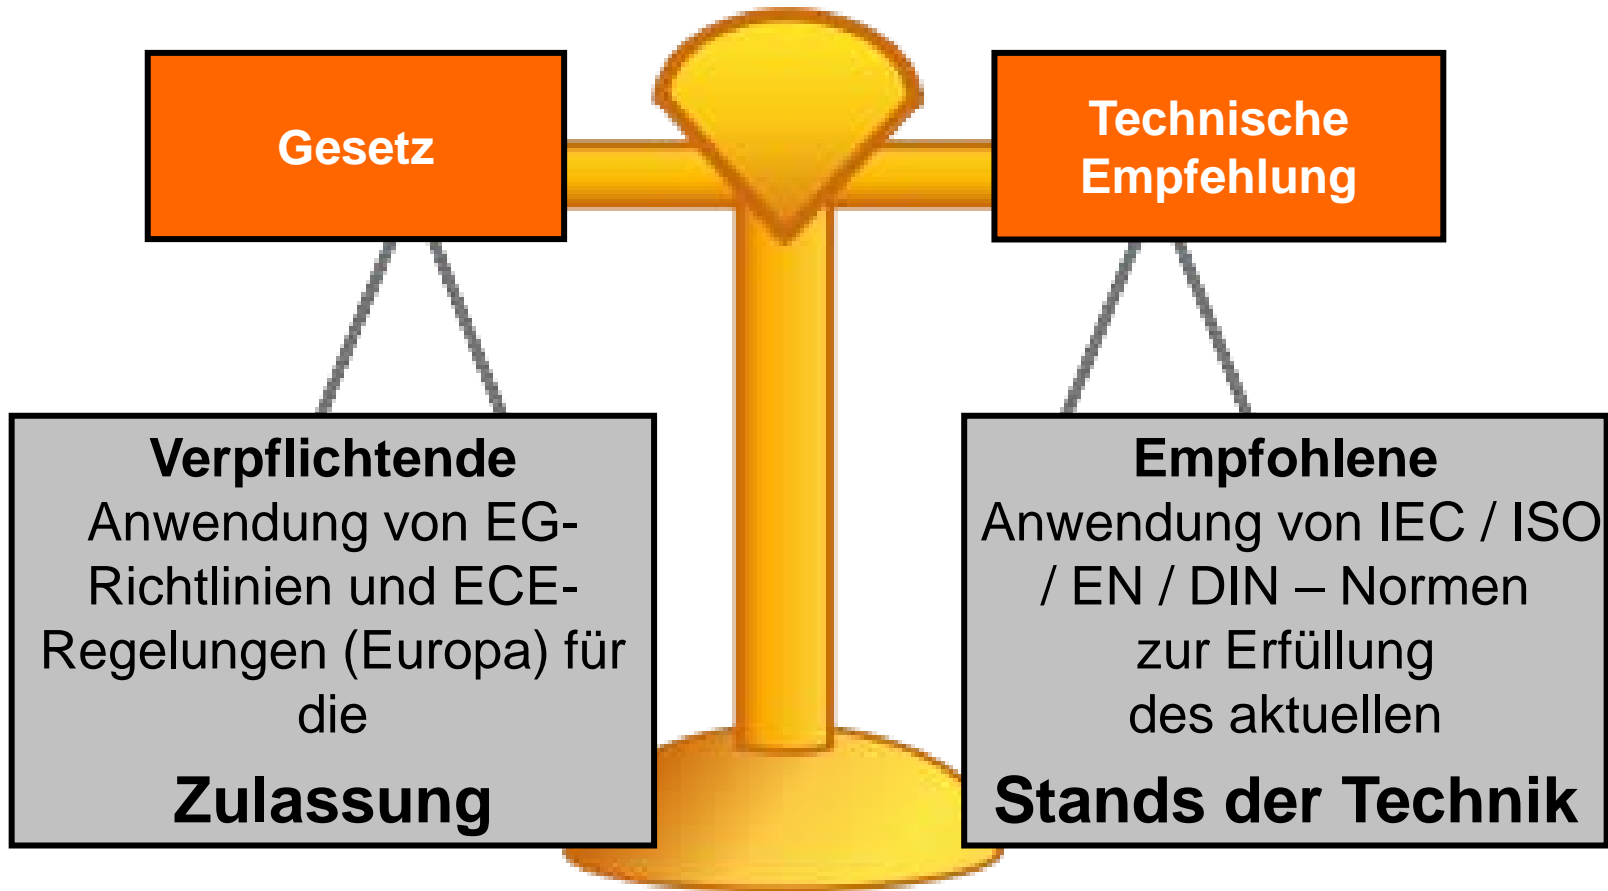 Gesetz
Technische
Empfehlung
Verpflichtende
Anwendung von EG-
Richtlinien und ECE-
Regelungen (Europa) für
die
Zulassung
Empfohlene
Anwendung von IEC / ISO
/ EN / DIN – Normen
zur Erfüllung
des aktuellen
Stands der Technik